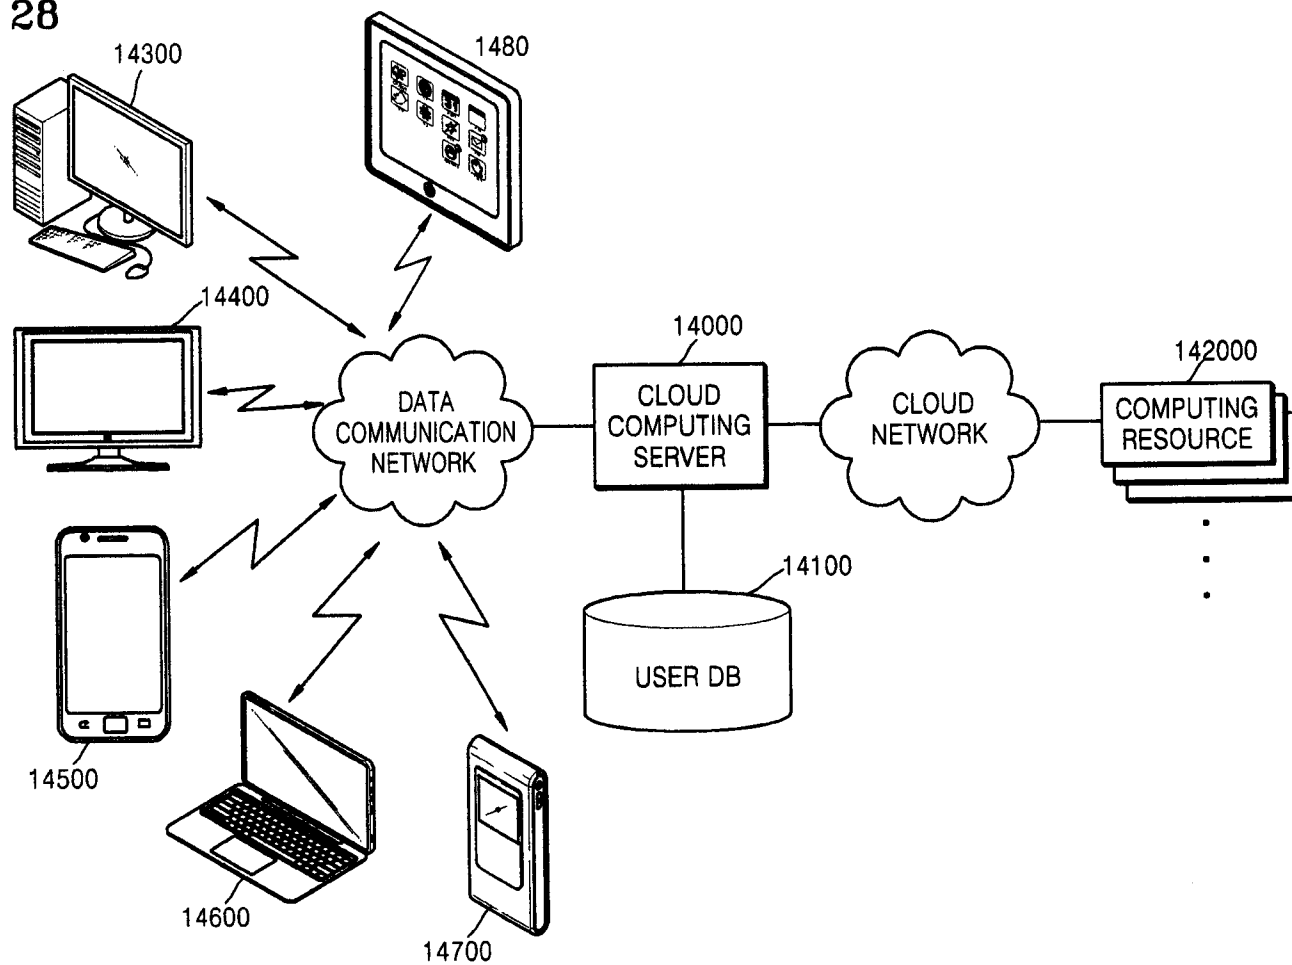 28
14300
1480
14400
14000
142000
DATA
COMMUNICATION
NETWORK
CLOUD
COMPUTING
SERVER
CLOUD
NETWORK
COMPUTING
RESOURCE
14100
USER DB
14500
14600
14700